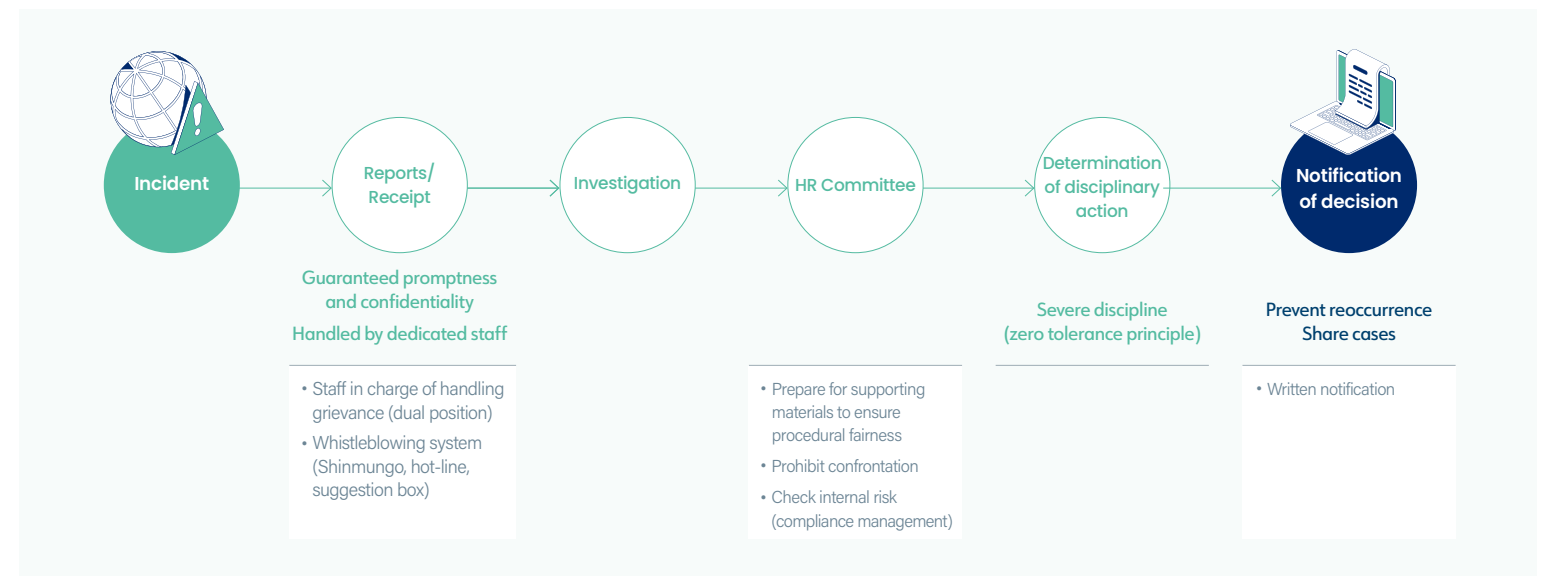 Incident
Reports/
Receipt
Investigation
HR Committee
Determination
of disciplinary
action
Notification
of decision
Guaranteed promptness
and confidentiality
Handled by dedicated staff
• Staff in charge of handling
grievance (dual position)
• Whistleblowing system
(Shinmungo, hot-line,
suggestion box)
• Prepare for supporting
materials to ensure
procedural fairness
• Prohibit confrontation
• Check internal risk
(compliance management)
Severe discipline
(zero tolerance principle)
Prevent reoccurrence
Share cases
• Written notification